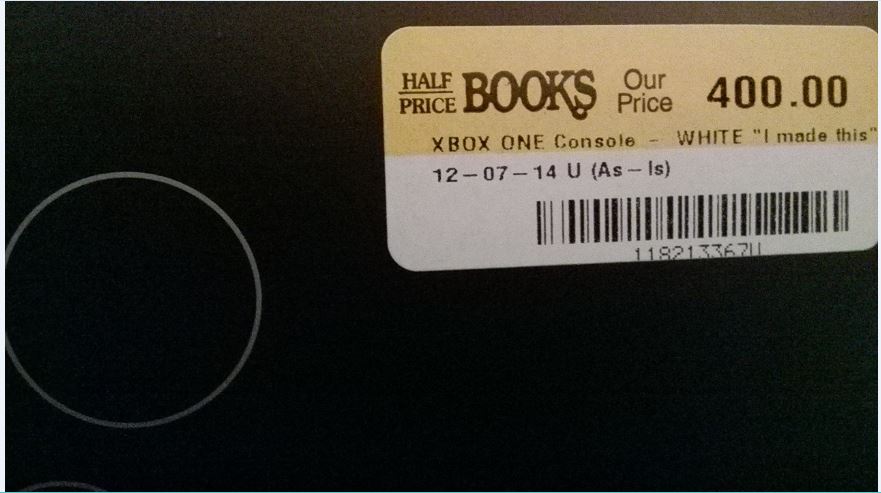 HALF PRICE BOOKS Our Price 400.00
XBOX ONE Console - WHITE "I made this"
12-07-14 U (As-Is)
118213367U